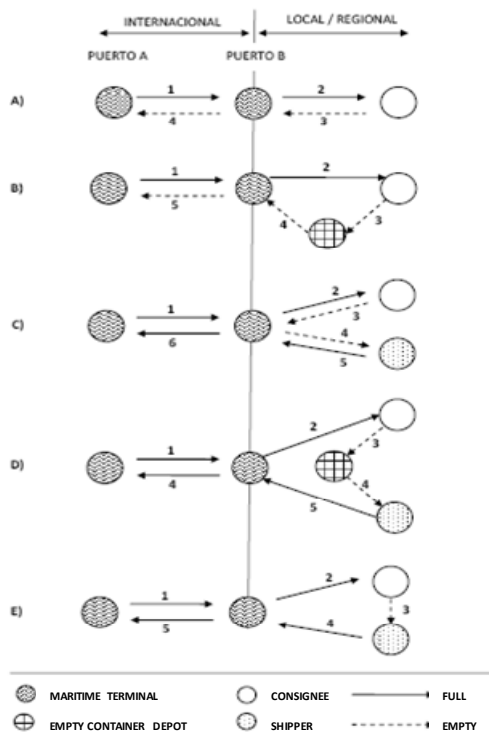 INTERNACIONAL LOCAL / REGIONAL
PUERTO A PUERTO B
A) 1 2
4 3
B) 1 2
5 4 3
C) 1 2
3
4
6 5
D) 1 2
3
4 4
5
E) 1 2
3
5 4
MARITIME TERMINAL CONSIGNEE FULL
EMPTY CONTAINER DEPOT SHIPPER EMPTY